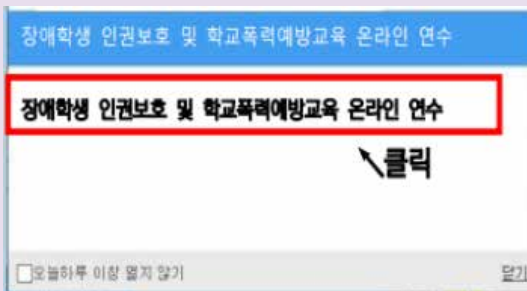 장애학생 인권보호 및 학교폭력예방교육 온라인 연수
장애학생 인권보호 및 학교폭력예방교육 온라인 연수
클릭
오늘하루 이창 열지 않기
닫기